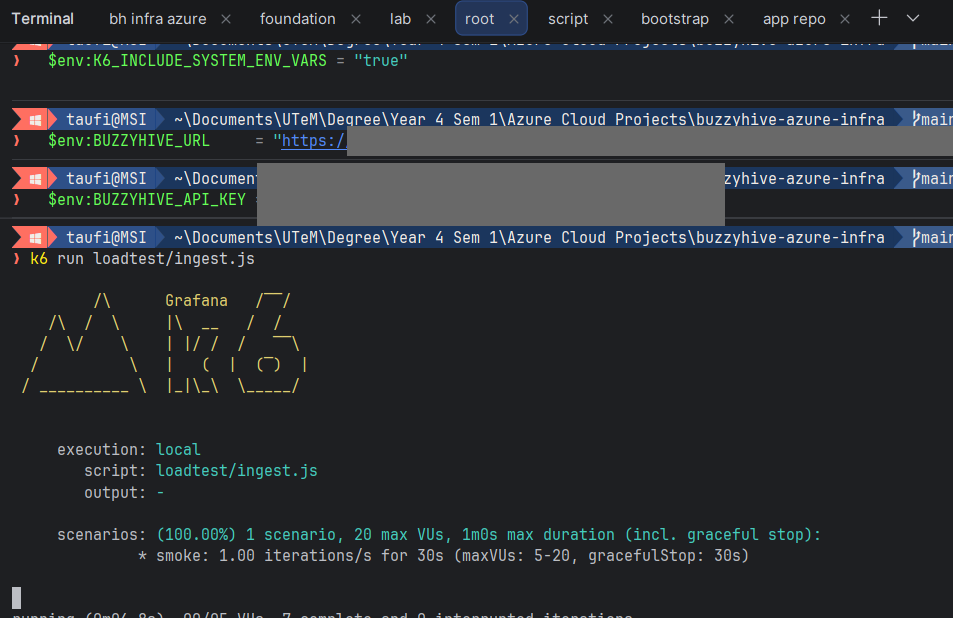 Terminal bh infra azure × foundation × lab × root × script × bootstrap × app repo × +
❯ $env:K6_INCLUDE_SYSTEM_ENV_VARS = "true"
taufi@MSI ~\Documents\UTeM\Degree\Year 4 Sem 1\Azure Cloud Projects\buzzyhive-azure-infra main
❯ $env:BUZZYHIVE_URL = "https:/
taufi@MSI ~\Documen zyhive-azure-infra main
❯ $env:BUZZYHIVE_API_KEY
taufi@MSI ~\Documents\UTeM\Degree\Year 4 Sem 1\Azure Cloud Projects\buzzyhive-azure-infra main
❯ k6 run loadtest/ingest.js
Grafana
execution: local
script: loadtest/ingest.js
output: -
scenarios: (100.00%) 1 scenario, 20 max VUs, 1m0s max duration (incl. graceful stop):
* smoke: 1.00 iterations/s for 30s (maxVUs: 5-20, gracefulStop: 30s)